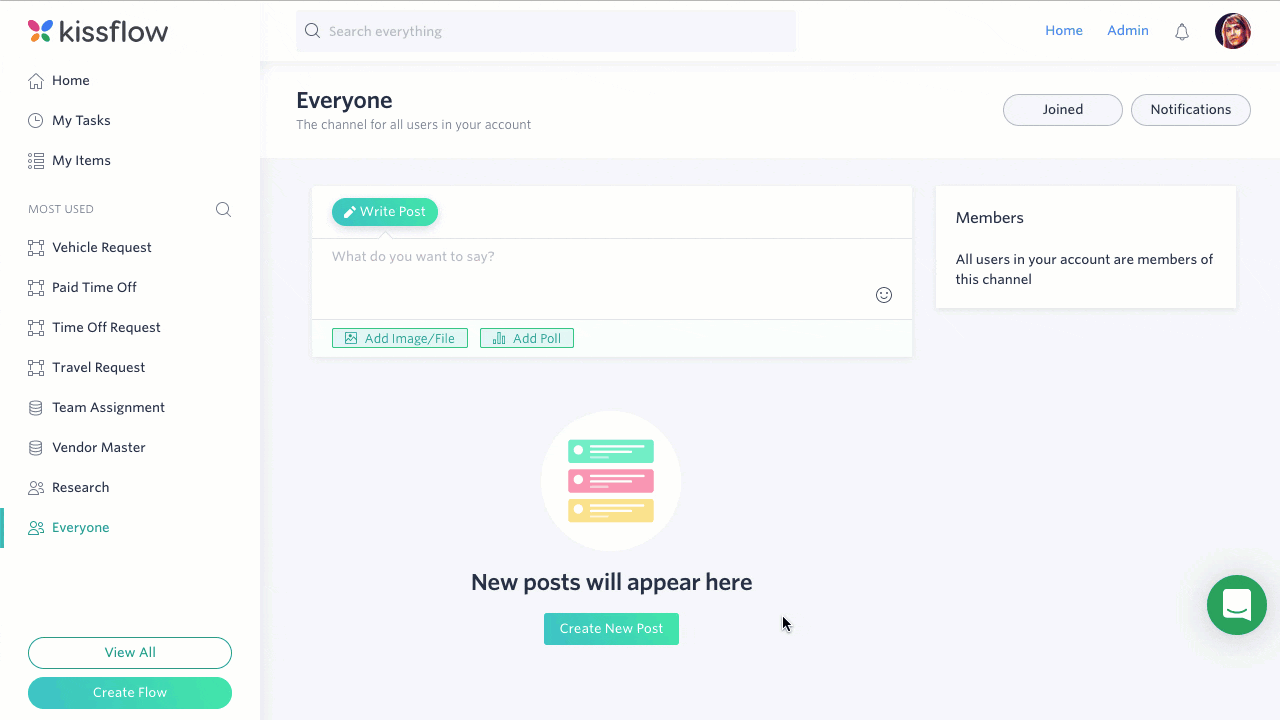 kissflow
Search everything
Home
Admin
Home
My Tasks
My Items
MOST USED
Vehicle Request
Paid Time Off
Time Off Request
Travel Request
Team Assignment
Vendor Master
Research
Everyone
View All
Create Flow
Everyone
The channel for all users in your account
Joined
Notifications
Write Post
What do you want to say?
Add Image/File
Add Poll
New posts will appear here
Create New Post
Members
All users in your account are members of
this channel